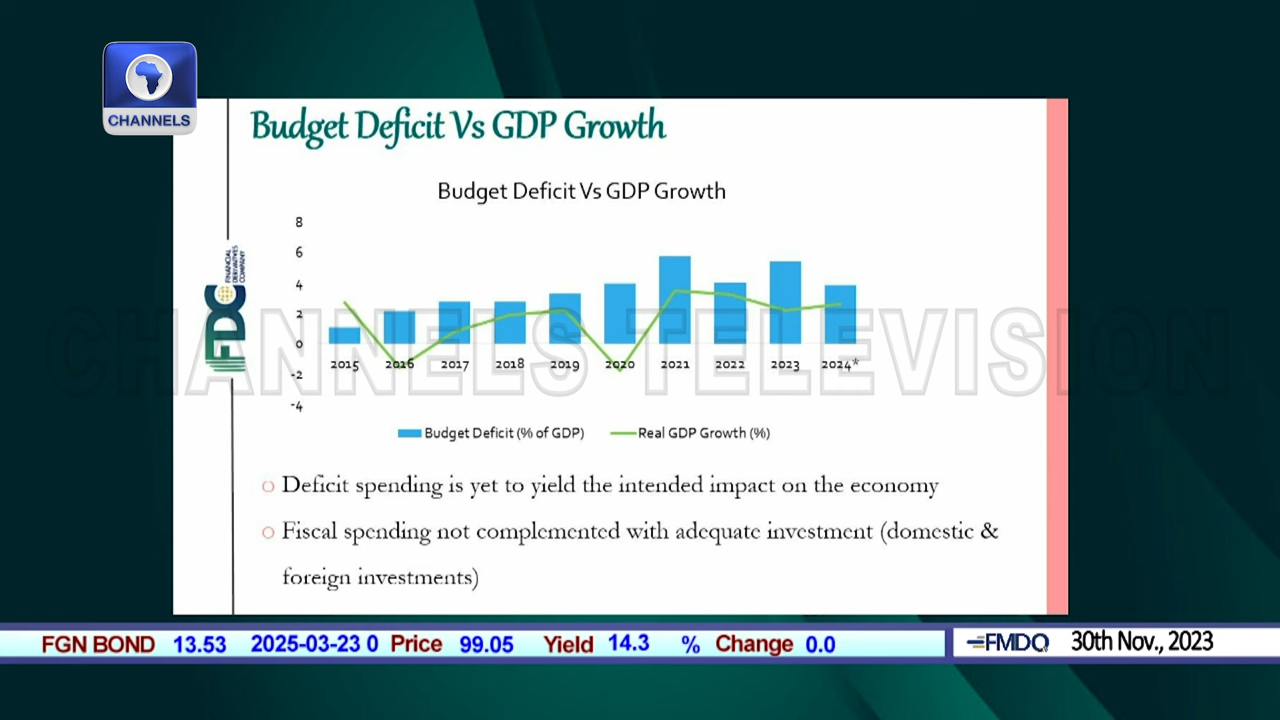 CHANNELS
Budget Deficit Vs GDP Growth
Budget Deficit Vs GDP Growth
8
6
4
2
0
-2
-4
2015 2016 2017 2018 2019 2020 2021 2022 2023 2024*
Budget Deficit (% of GDP) Real GDP Growth (%)
FDC
FINANCIAL
DERIVATIVES
COMPANY
CHANNELS TELEVISION
Deficit spending is yet to yield the intended impact on the economy
Fiscal spending not complemented with adequate investment (domestic &
foreign investments)
FGN BOND 13.53 2025-03-23 0 Price 99.05 Yield 14.3 % Change 0.0 FMDQ 30th Nov., 2023